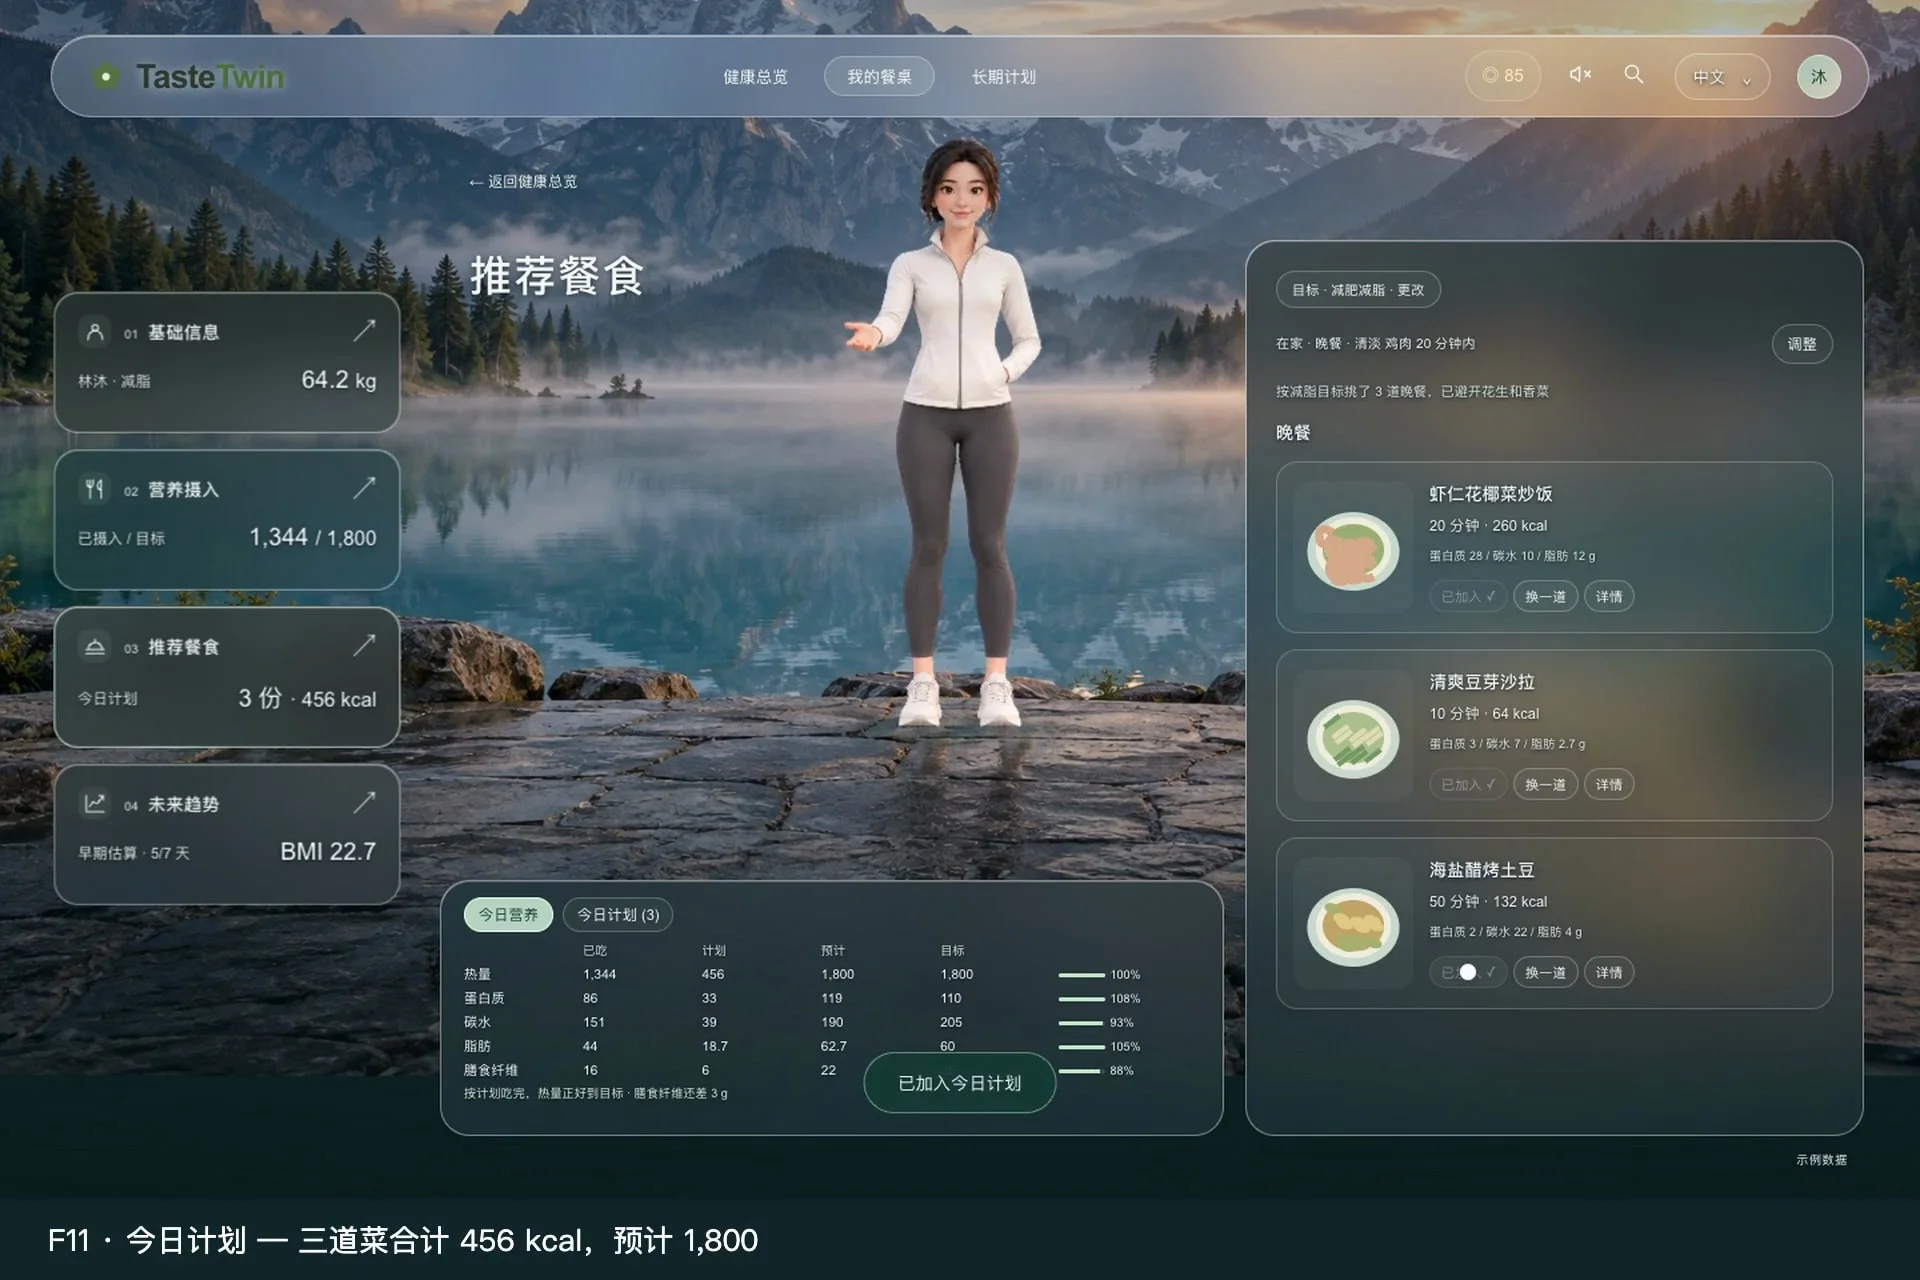 TasteTwin
健康总览
我的餐桌
长期计划
85
中文
沐
← 返回健康总览
推荐餐食
01 基础信息
林沐 · 减脂
64.2 kg
02 营养摄入
已摄入 / 目标
1,344 / 1,800
03 推荐餐食
今日计划
3 份 · 456 kcal
04 未来趋势
早期估算 · 5/7 天
BMI 22.7
今日营养
今日计划 (3)
已吃 计划 预计 目标
热量 1,344 456 1,800 1,800 100%
蛋白质 86 33 119 110 108%
碳水 151 39 190 205 93%
脂肪 44 18.7 62.7 60 105%
膳食纤维 16 6 22 88%
按计划吃完，热量正好到目标 · 膳食纤维还差 3 g
已加入今日计划
目标 · 减肥减脂 · 更改
在家 · 晚餐 · 清淡 鸡肉 20 分钟内
调整
按减脂目标挑了 3 道晚餐，已避开花生和香菜
晚餐
虾仁花椰菜炒饭
20 分钟 · 260 kcal
蛋白质 28 / 碳水 10 / 脂肪 12 g
已加入 ✓ 换一道 详情
清爽豆芽沙拉
10 分钟 · 64 kcal
蛋白质 3 / 碳水 7 / 脂肪 2.7 g
已加入 ✓ 换一道 详情
海盐醋烤土豆
50 分钟 · 132 kcal
蛋白质 2 / 碳水 22 / 脂肪 4 g
已 ✓ 换一道 详情
示例数据
F11 · 今日计划 — 三道菜合计 456 kcal，预计 1,800